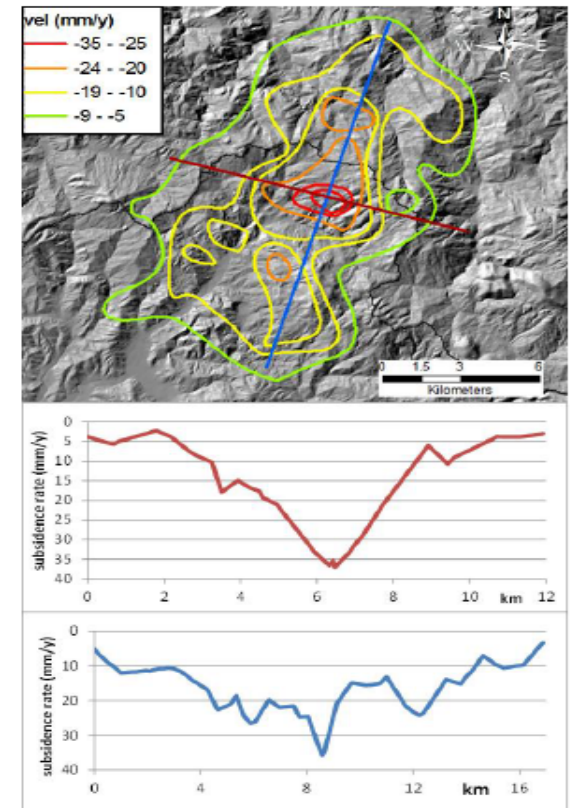 vel (mm/y)
-35 - -25
-24 - -20
-19 - -10
-9 - -5
N
W E
S
0 1.5 3 6
Kilometers
subsidence rate (mm/y)
0
5
10
15
20
25
30
35
40
0 2 4 6 8 10 km 12
subsidence rate (mm/y)
0
10
20
30
40
0 4 8 12 km 16